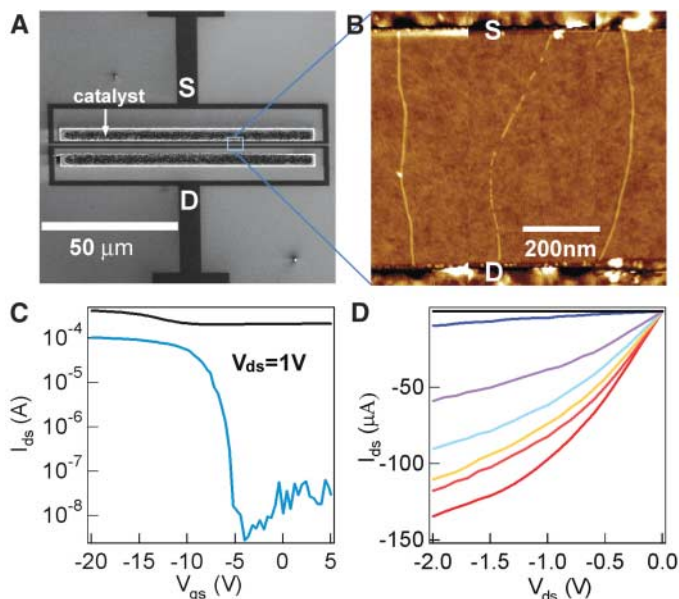 A
S
catalyst
D
50 μm
B
S
200nm
D
C
V_ds=1V
10^-4
10^-5
10^-6
10^-7
10^-8
I_ds (A)
-20 -15 -10 -5 0 5
V_gs (V)
D
-50
-100
-150
I_ds (μA)
-2.0 -1.5 -1.0 -0.5 0.0
V_ds (V)